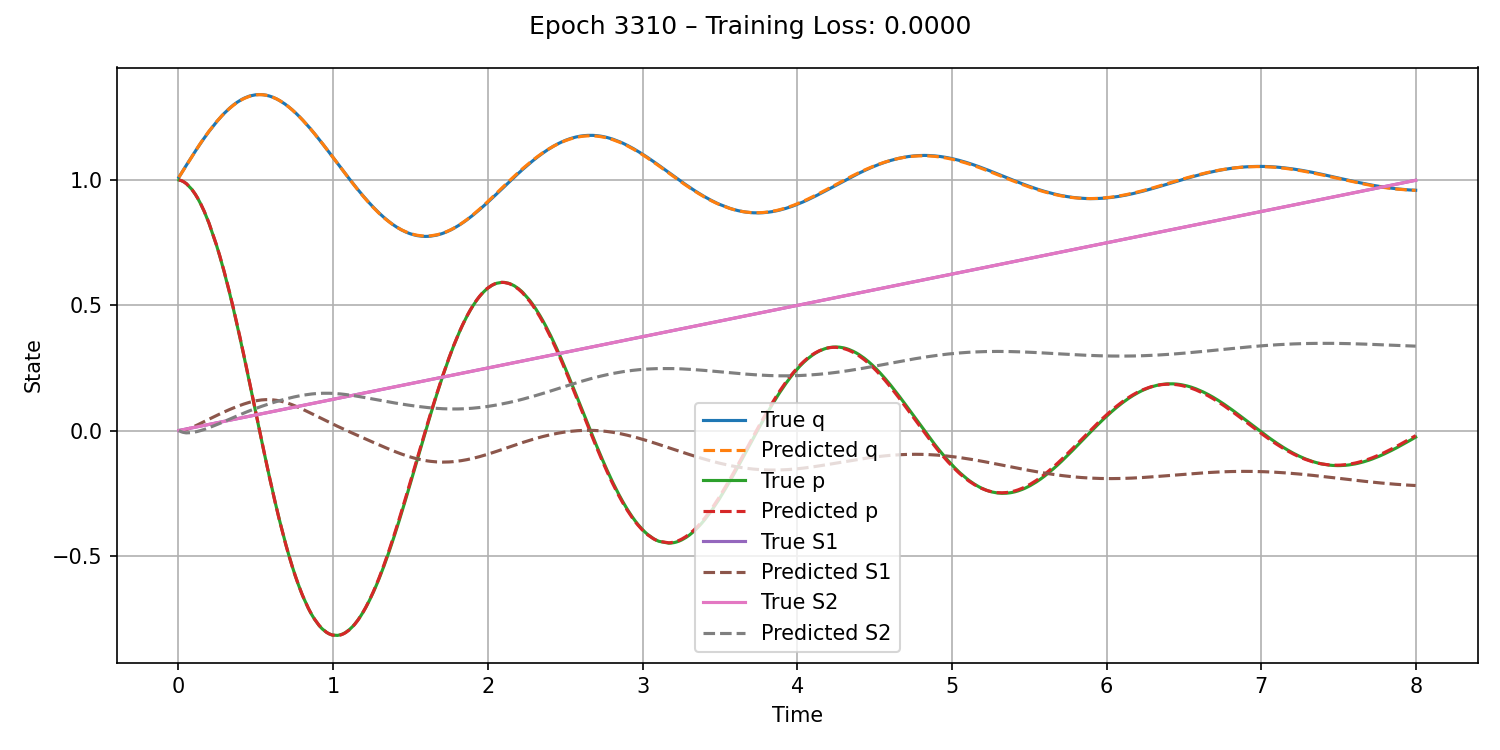 Epoch 3310 – Training Loss: 0.0000
State
1.0
0.5
0.0
−0.5
True q
Predicted q
True p
Predicted p
True S1
Predicted S1
True S2
Predicted S2
0 1 2 3 4 5 6 7 8
Time